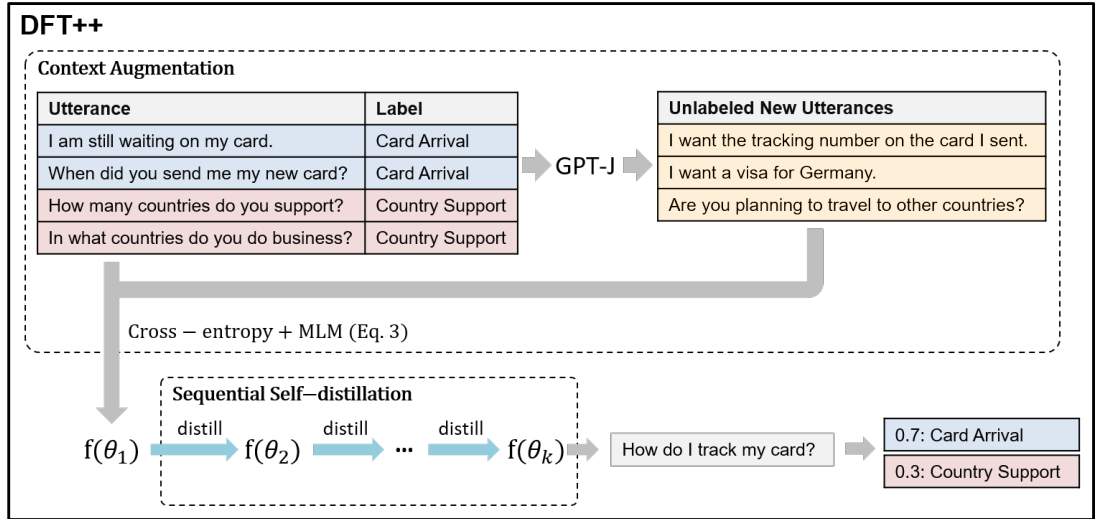 DFT++
Context Augmentation
Utterance Label
I am still waiting on my card. Card Arrival
When did you send me my new card? Card Arrival
How many countries do you support? Country Support
In what countries do you do business? Country Support
GPT-J
Unlabeled New Utterances
I want the tracking number on the card I sent.
I want a visa for Germany.
Are you planning to travel to other countries?
Cross − entropy + MLM (Eq. 3)
Sequential Self−distillation
f(θ₁) distill f(θ₂) distill ... distill f(θₖ)
How do I track my card?
0.7: Card Arrival
0.3: Country Support